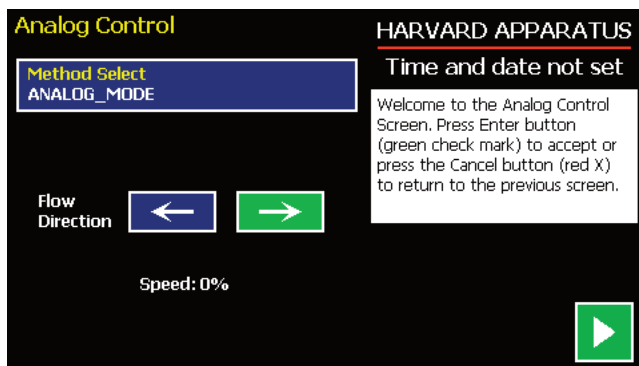 Analog Control
Method Select
ANALOG_MODE
Flow
Direction
Speed: 0%
HARVARD APPARATUS
Time and date not set
Welcome to the Analog Control
Screen. Press Enter button
(green check mark) to accept or
press the Cancel button (red X)
to return to the previous screen.